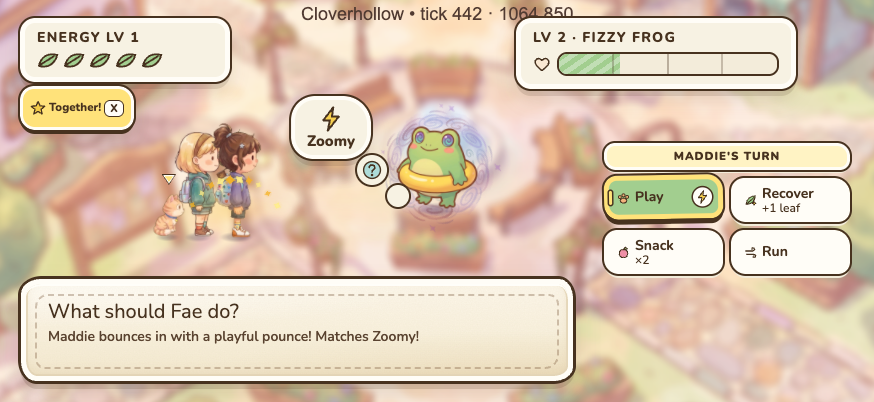 Cloverhollow • tick 442 · 1064,850
ENERGY LV 1
LV 2 · FIZZY FROG
Together! X
Zoomy
?
MADDIE'S TURN
Play
Recover
+1 leaf
Snack
×2
Run
What should Fae do?
Maddie bounces in with a playful pounce! Matches Zoomy!